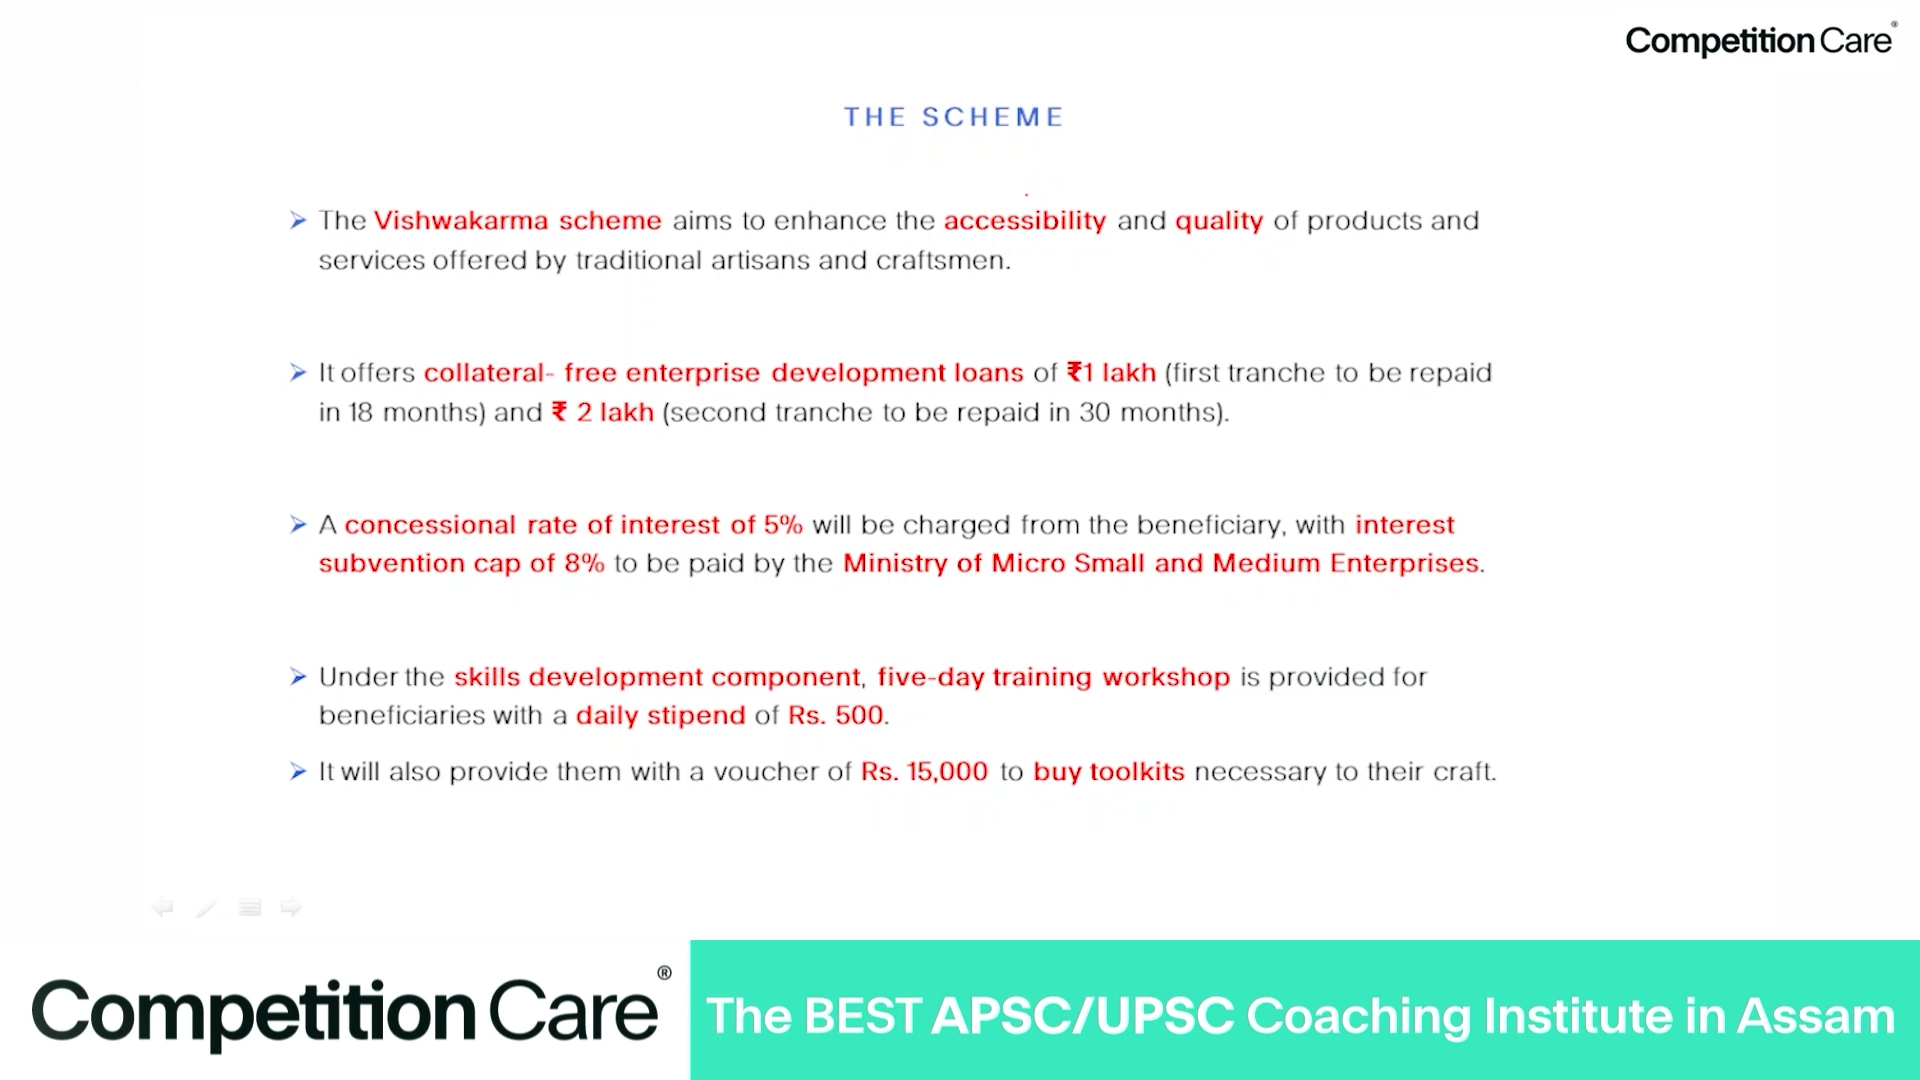 Competition Care®
THE SCHEME
➢ The Vishwakarma scheme aims to enhance the accessibility and quality of products and
services offered by traditional artisans and craftsmen.
➢ It offers collateral- free enterprise development loans of ₹1 lakh (first tranche to be repaid
in 18 months) and ₹ 2 lakh (second tranche to be repaid in 30 months).
➢ A concessional rate of interest of 5% will be charged from the beneficiary, with interest
subvention cap of 8% to be paid by the Ministry of Micro Small and Medium Enterprises.
➢ Under the skills development component, five-day training workshop is provided for
beneficiaries with a daily stipend of Rs. 500.
➢ It will also provide them with a voucher of Rs. 15,000 to buy toolkits necessary to their craft.
Competition Care®
The BEST APSC/UPSC Coaching Institute in Assam